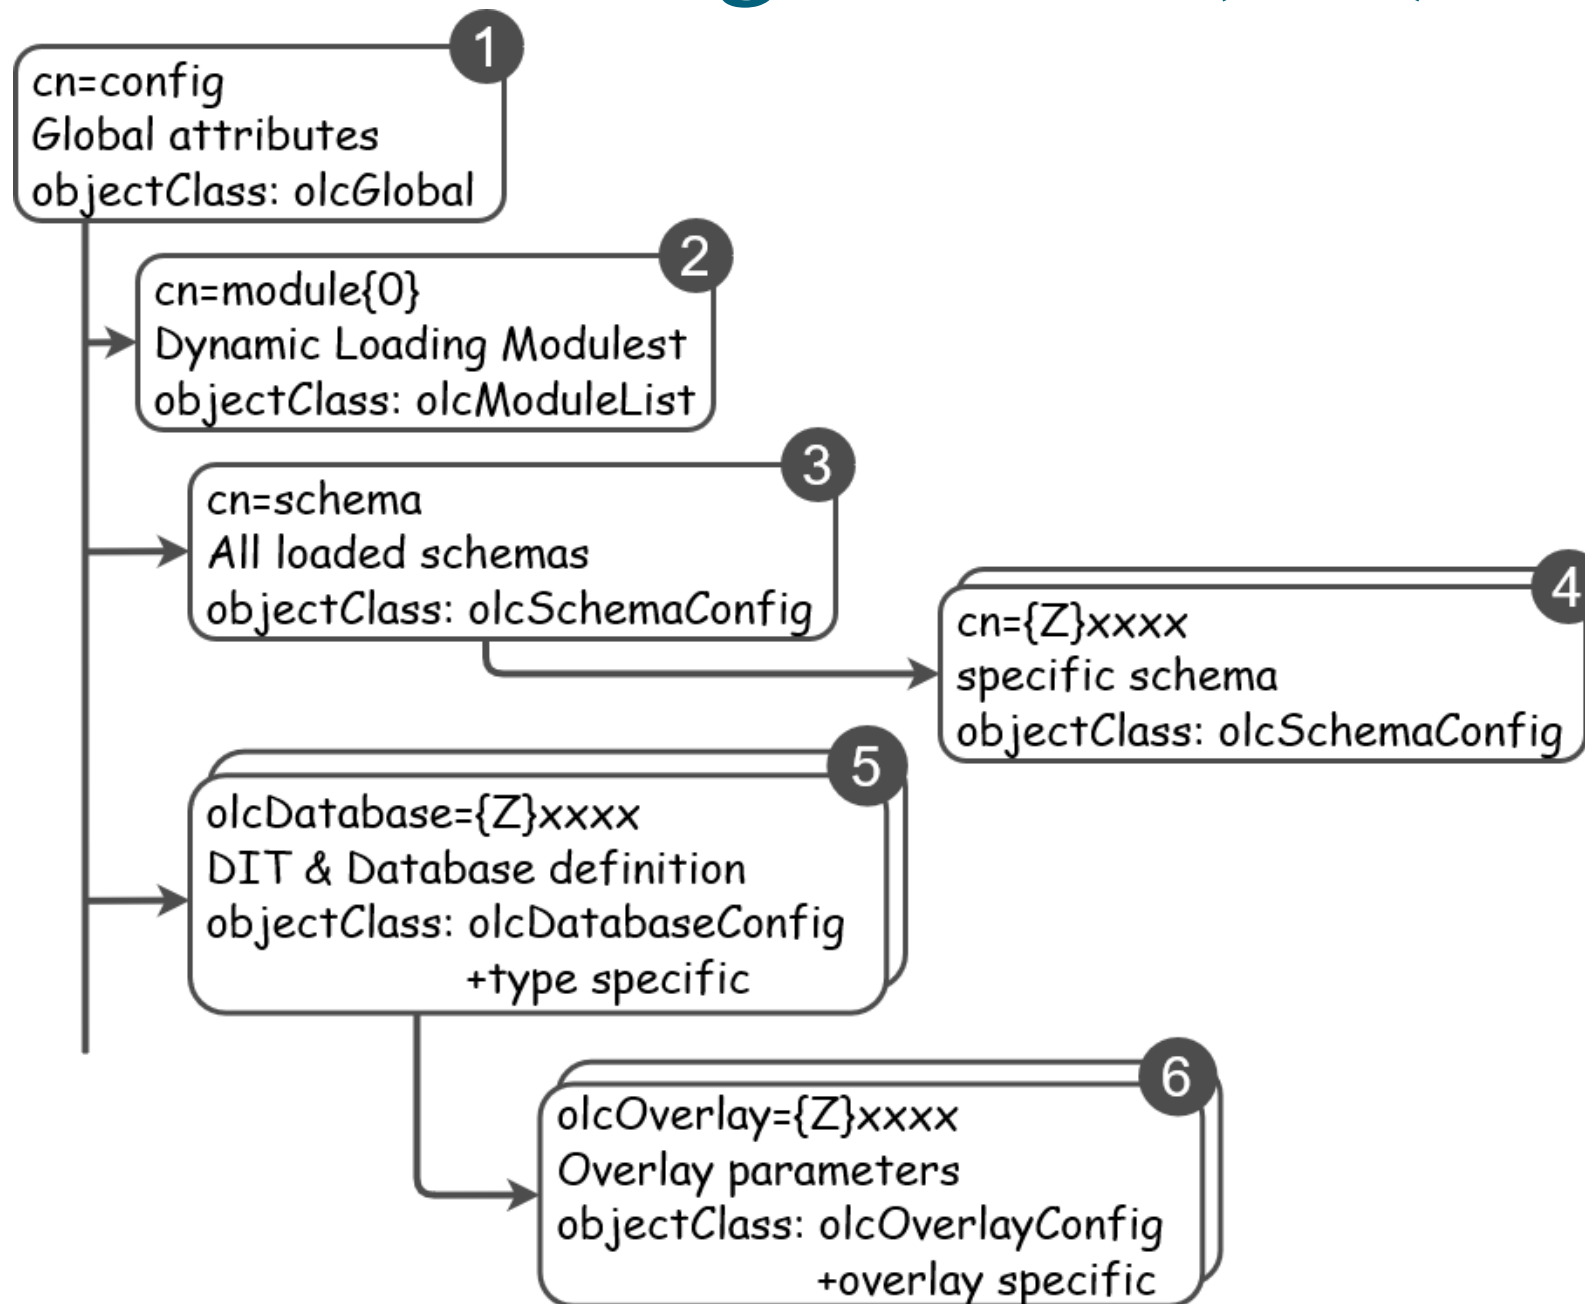 1
cn=config
Global attributes
objectClass: olcGlobal
2
cn=module{0}
Dynamic Loading Modulest
objectClass: olcModuleList
3
cn=schema
All loaded schemas
objectClass: olcSchemaConfig
4
cn={Z}xxxx
specific schema
objectClass: olcSchemaConfig
5
olcDatabase={Z}xxxx
DIT & Database definition
objectClass: olcDatabaseConfig
+type specific
6
olcOverlay={Z}xxxx
Overlay parameters
objectClass: olcOverlayConfig
+overlay specific